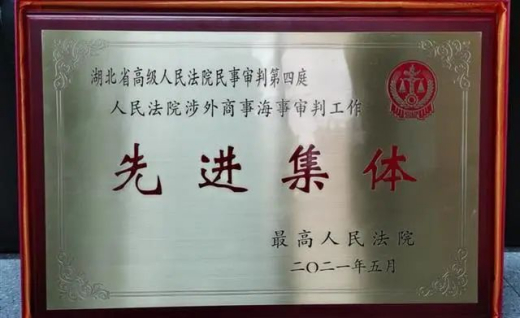 湖北省高级人民法院民事审判第四庭
人民法院涉外商事海事审判工作
先进集体
最高人民法院
二〇二一年五月